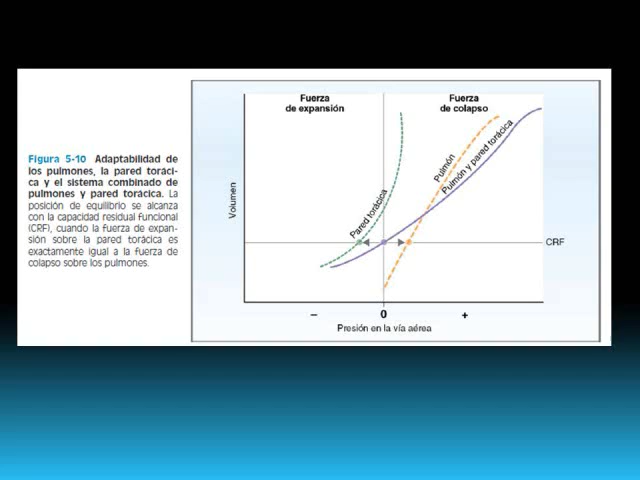 Figura 5-10 Adaptabilidad de
los pulmones, la pared toráci-
ca y el sistema combinado de
pulmones y pared torácica. La
posición de equilibrio se alcanza
con la capacidad residual funcional
(CRF), cuando la fuerza de expan-
sión sobre la pared torácica es
exactamente igual a la fuerza de
colapso sobre los pulmones.
Fuerza
de expansión
Fuerza
de colapso
Volumen
Pared torácica
Pulmón
Pulmón y pared torácica
CRF
– 0 +
Presión en la vía aérea